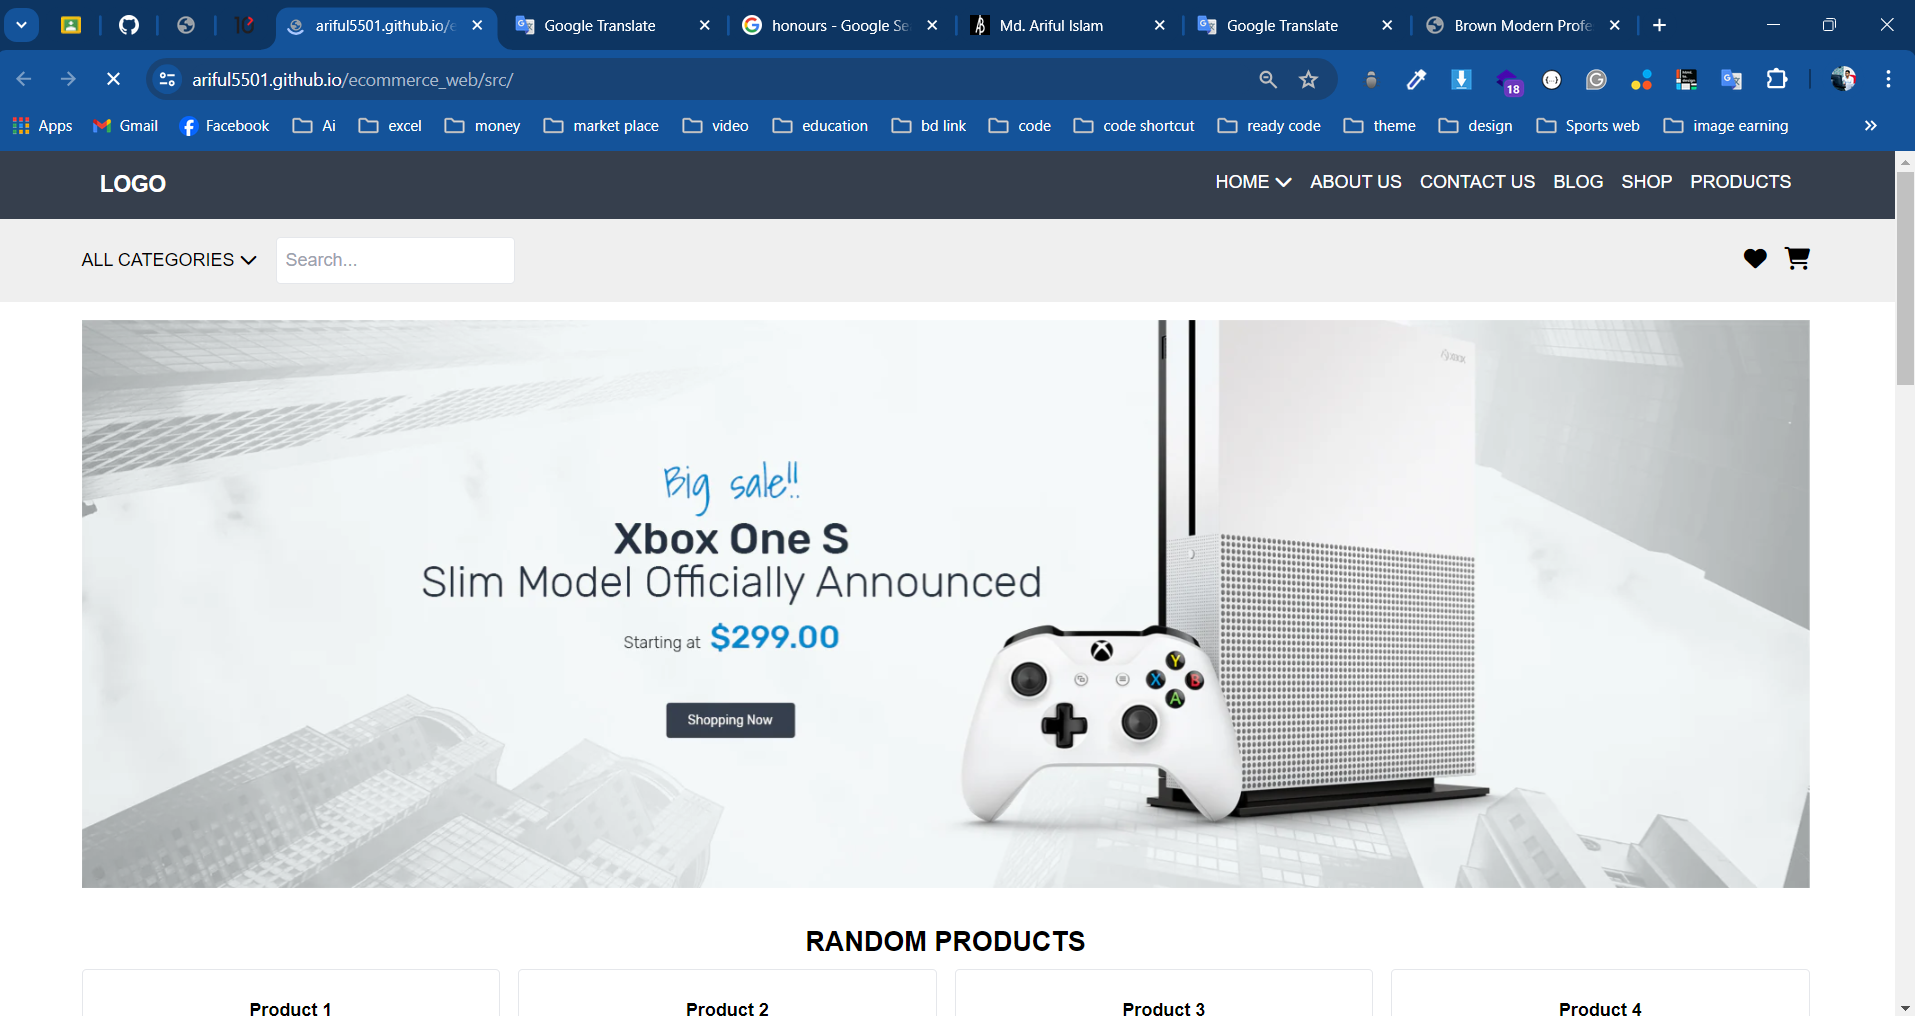 ariful5501.github.io/e
Google Translate
honours - Google Se
Md. Ariful Islam
Google Translate
Brown Modern Profe
ariful5501.github.io/ecommerce_web/src/
18
Apps
Gmail
Facebook
Ai
excel
money
market place
video
education
bd link
code
code shortcut
ready code
theme
design
Sports web
image earning
LOGO
HOME
ABOUT US
CONTACT US
BLOG
SHOP
PRODUCTS
ALL CATEGORIES
Search...
XBOX
Big sale!!
Xbox One S
Slim Model Officially Announced
Starting at $299.00
Y
X
B
A
Shopping Now
RANDOM PRODUCTS
Product 1
Product 2
Product 3
Product 4